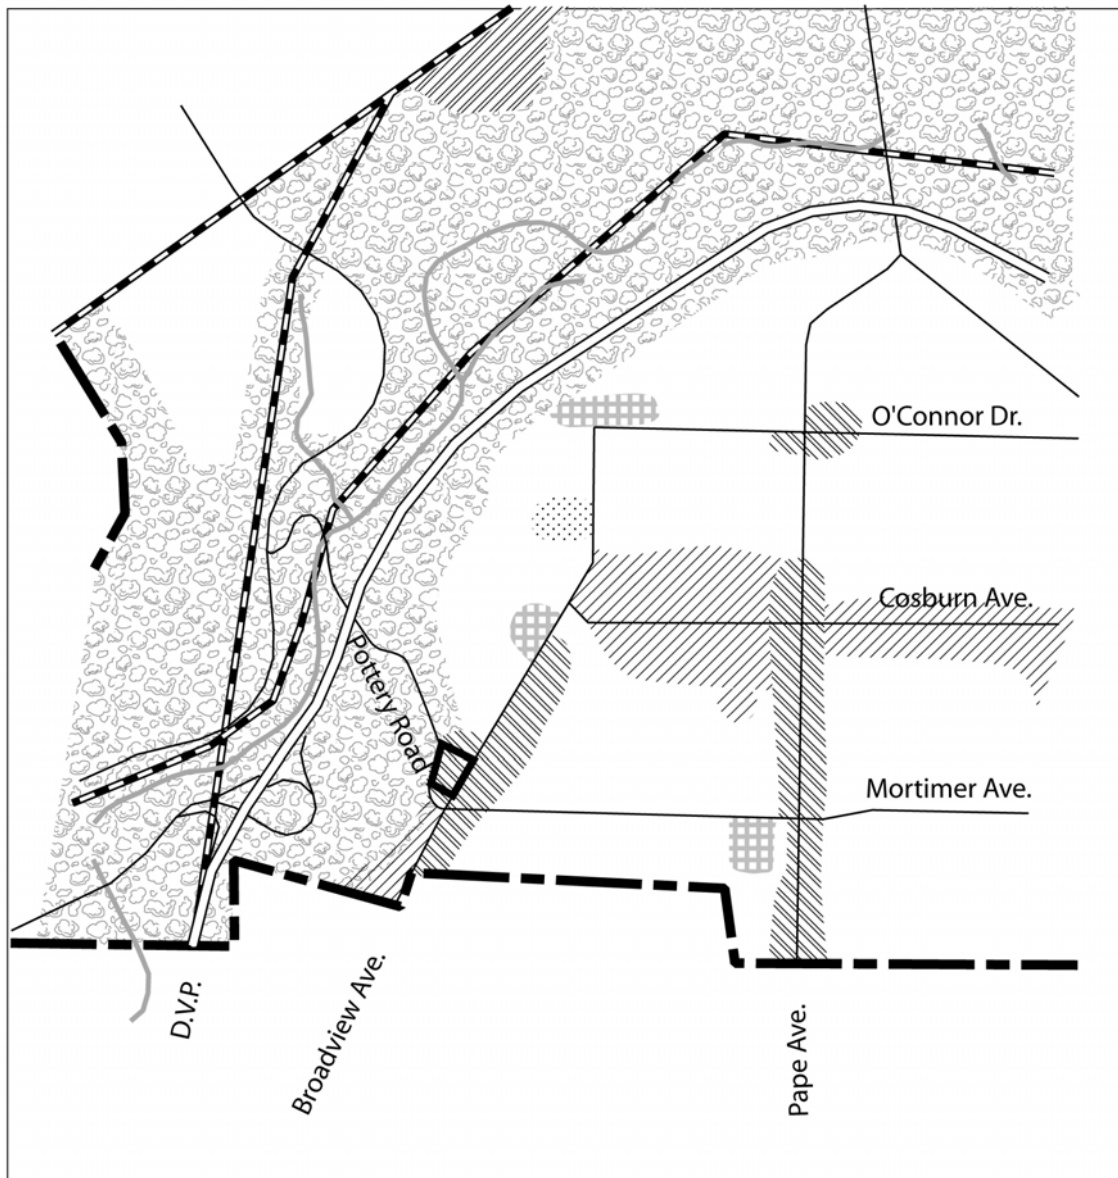 O'Connor Dr.
Cosburn Ave.
Pottery Road
Mortimer Ave.
D.V.P.
Broadview Ave.
Pape Ave.